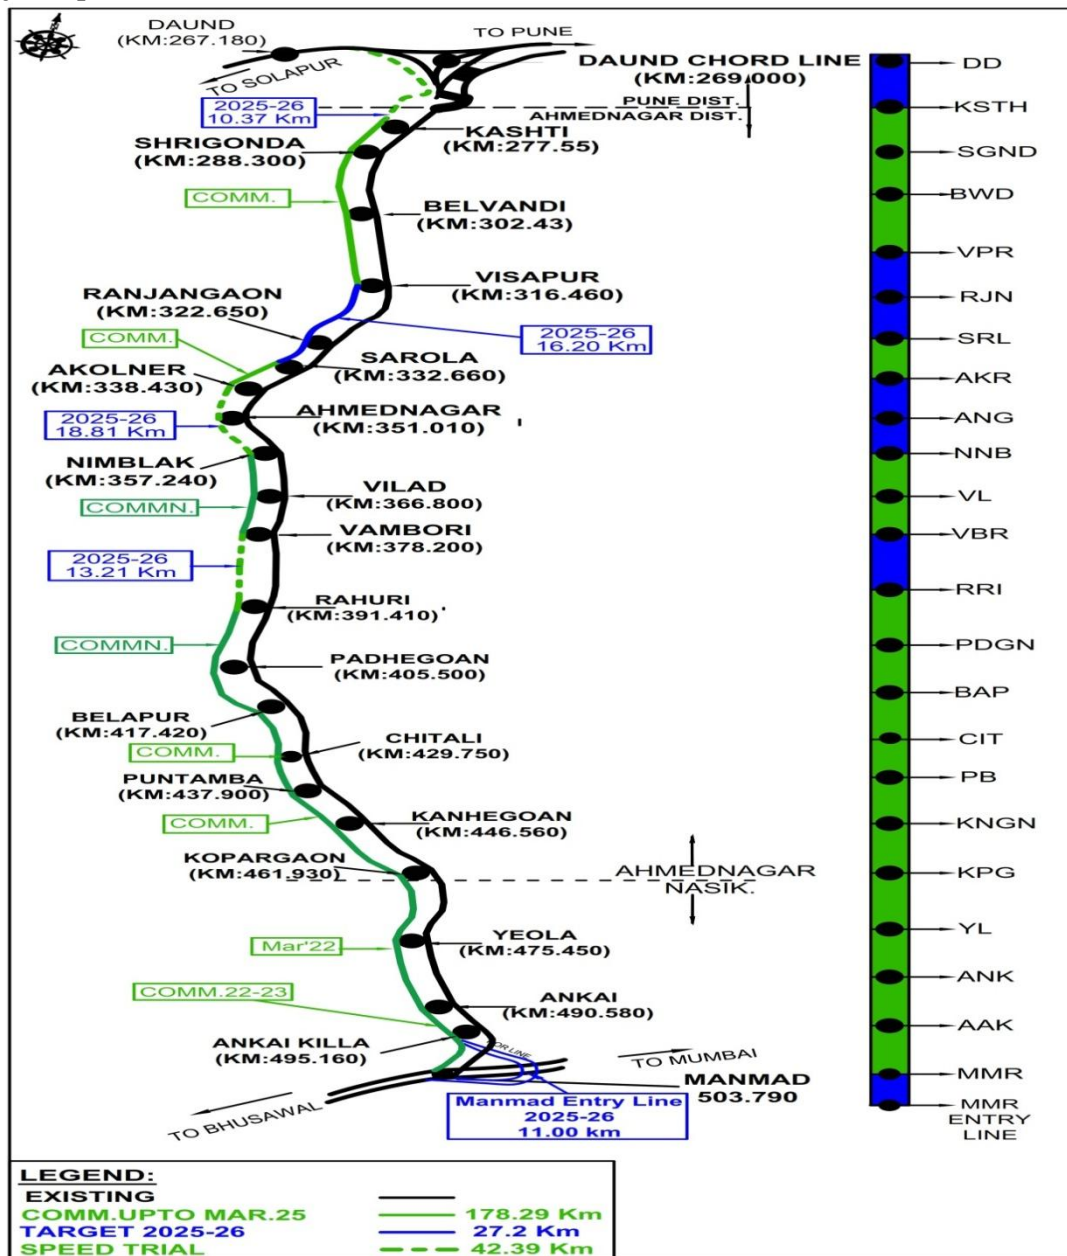 DAUND
(KM:267.180)
TO PUNE
TO SOLAPUR
DAUND CHORD LINE
(KM:269.000)
2025-26
10.37 Km
PUNE DIST.
AHMEDNAGAR DIST.
KASHTI
(KM:277.55)
SHRIGONDA
(KM:288.300)
COMM.
BELVANDI
(KM:302.43)
VISAPUR
(KM:316.460)
RANJANGAON
(KM:322.650)
2025-26
16.20 Km
COMM.
SAROLA
(KM:332.660)
AKOLNER
(KM:338.430)
AHMEDNAGAR
(KM:351.010)
2025-26
18.81 Km
NIMBLAK
(KM:357.240)
VILAD
(KM:366.800)
COMMN.
VAMBORI
(KM:378.200)
2025-26
13.21 Km
RAHURI
(KM:391.410)
COMMN.
PADHEGOAN
(KM:405.500)
BELAPUR
(KM:417.420)
CHITALI
(KM:429.750)
COMM.
PUNTAMBA
(KM:437.900)
KANHEGOAN
(KM:446.560)
COMM.
KOPARGAON
(KM:461.930)
AHMEDNAGAR
NASIK.
YEOLA
(KM:475.450)
Mar'22
COMM.22-23
ANKAI
(KM:490.580)
ANKAI KILLA
(KM:495.160)
LINE
TO MUMBAI
MANMAD
503.790
TO BHUSAWAL
Manmad Entry Line
2025-26
11.00 km
DD
KSTH
SGND
BWD
VPR
RJN
SRL
AKR
ANG
NNB
VL
VBR
RRI
PDGN
BAP
CIT
PB
KNGN
KPG
YL
ANK
AAK
MMR
MMR
ENTRY
LINE
LEGEND:
EXISTING
COMM.UPTO MAR.25 178.29 Km
TARGET 2025-26 27.2 Km
SPEED TRIAL 42.39 Km